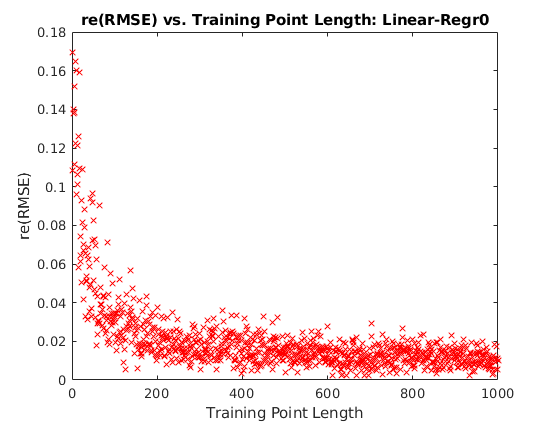 re(RMSE) vs. Training Point Length: Linear-Regr0
0.18
0.16
0.14
0.12
0.1
0.08
0.06
0.04
0.02
0
re(RMSE)
0 200 400 600 800 1000
Training Point Length